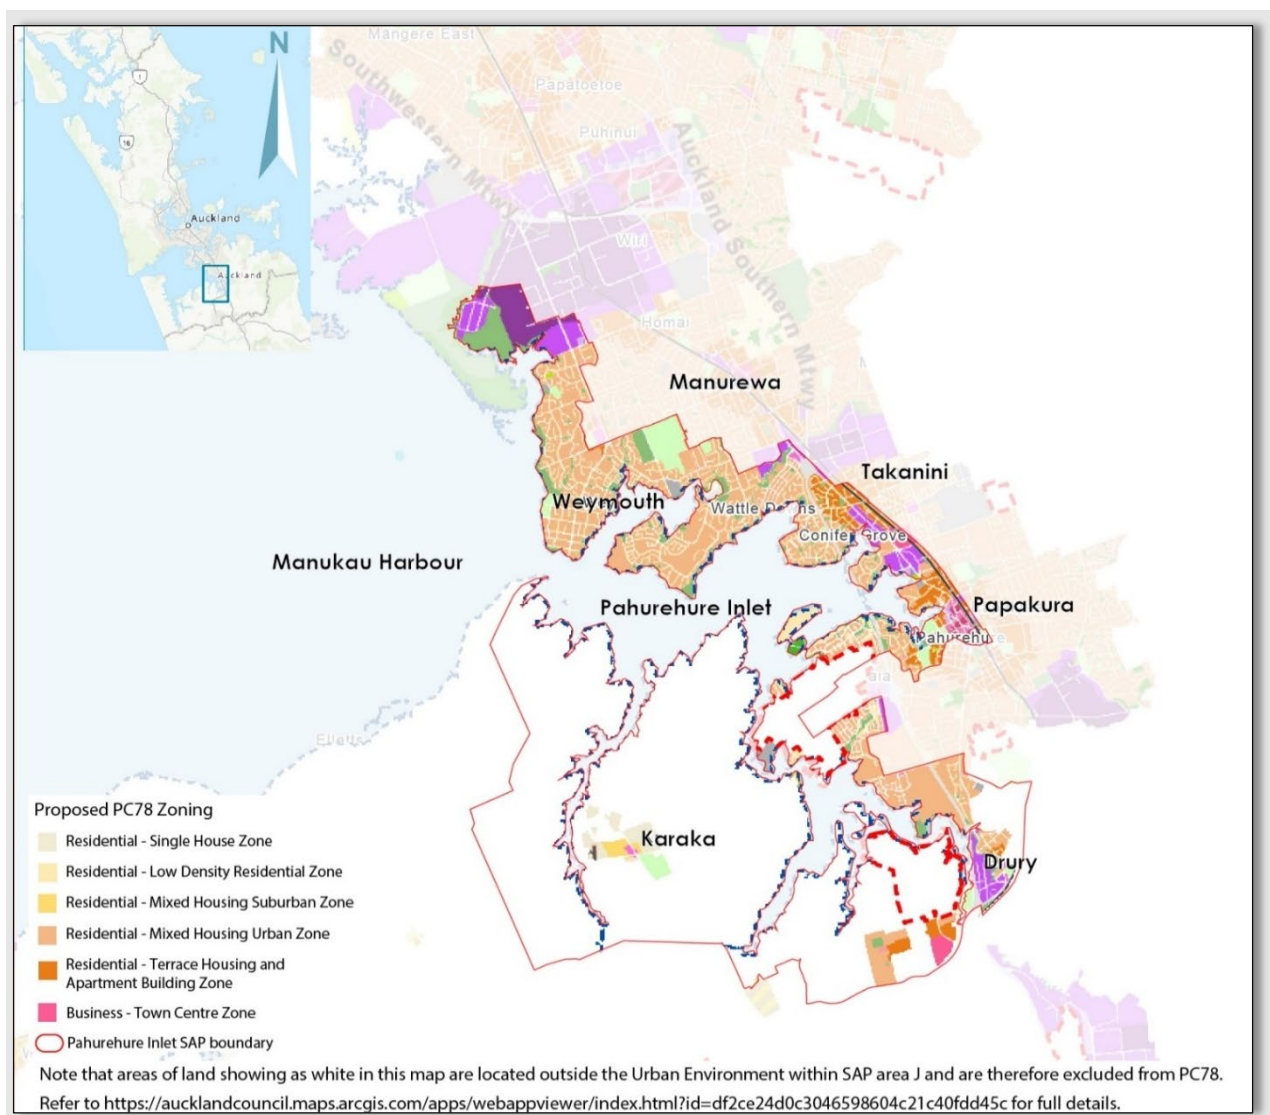 Mangere East
Papatoetoe
Puhinui
Southwestern Mtwy
Auckland Southern Mtwy
N
1
16
Auckland
Auckland
Wiri
Homai
Manurewa
Takanini
Weymouth
Wattle Downs
Conifer Grove
Manukau Harbour
Pahurehure Inlet
Papakura
Pahurehure
Elletts
Karaka
Drury
Proposed PC78 Zoning
Residential - Single House Zone
Residential - Low Density Residential Zone
Residential - Mixed Housing Suburban Zone
Residential - Mixed Housing Urban Zone
Residential - Terrace Housing and
Apartment Building Zone
Business - Town Centre Zone
Pahurehure Inlet SAP boundary
Note that areas of land showing as white in this map are located outside the Urban Environment within SAP area J and are therefore excluded from PC78.
Refer to https://aucklandcouncil.maps.arcgis.com/apps/webappviewer/index.html?id=df2ce24d0c3046598604c21c40fdd45c for full details.